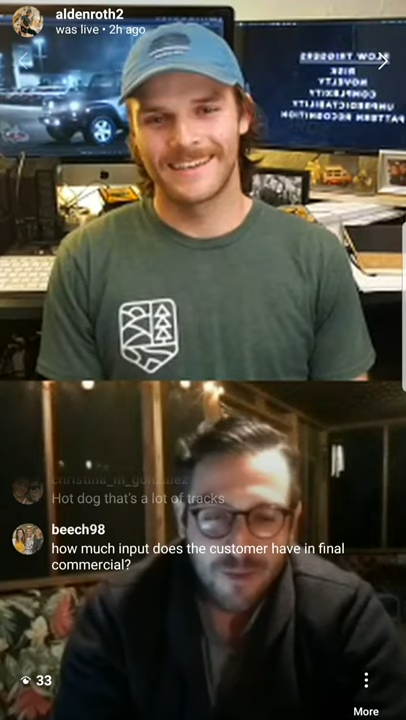 aldenroth2
was live • 2h ago
FLOW TRIGGERS
RISK
NOVELTY
COMPLEXITY
UNPREDICTABILITY
PATTERN RECOGNITION
christina_m_gonzalez
Hot dog that's a lot of tracks
beech98
how much input does the customer have in final
commercial?
33
More